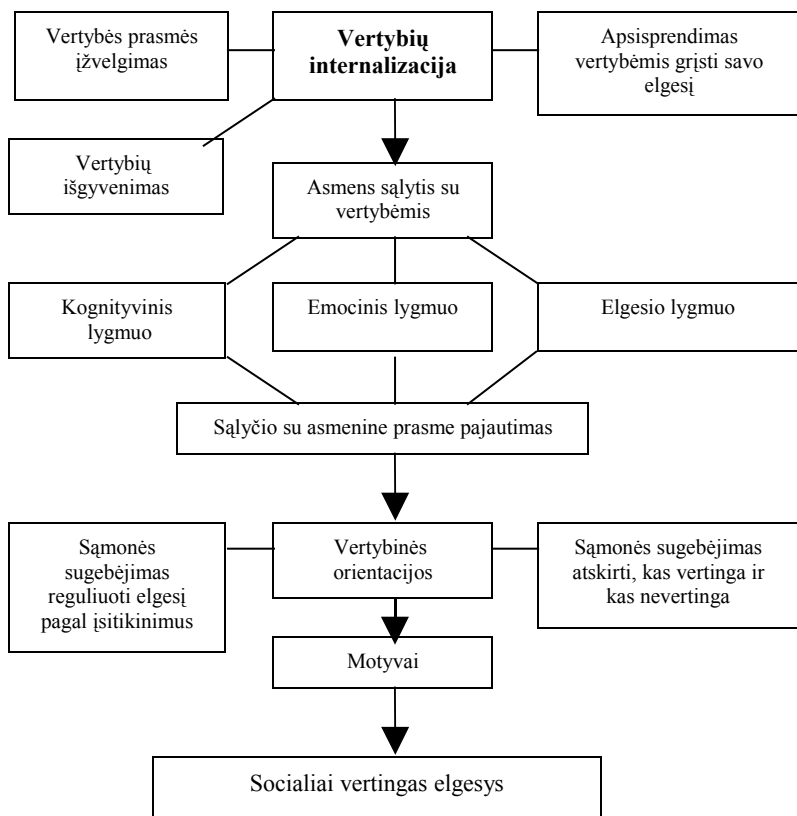 Vertybės prasmės
įžvelgimas
Vertybių
internalizacija
Apsisprendimas
vertybėmis grįsti savo
elgesį
Vertybių
išgyvenimas
Asmens sąlytis su
vertybėmis
Kognityvinis
lygmuo
Emocinis lygmuo
Elgesio lygmuo
Sąlyčio su asmenine prasme pajautimas
Sąmonės
sugebėjimas
reguliuoti elgesį
pagal įsitikinimus
Vertybinės
orientacijos
Sąmonės sugebėjimas
atskirti, kas vertinga ir
kas nevertinga
Motyvai
Socialiai vertingas elgesys